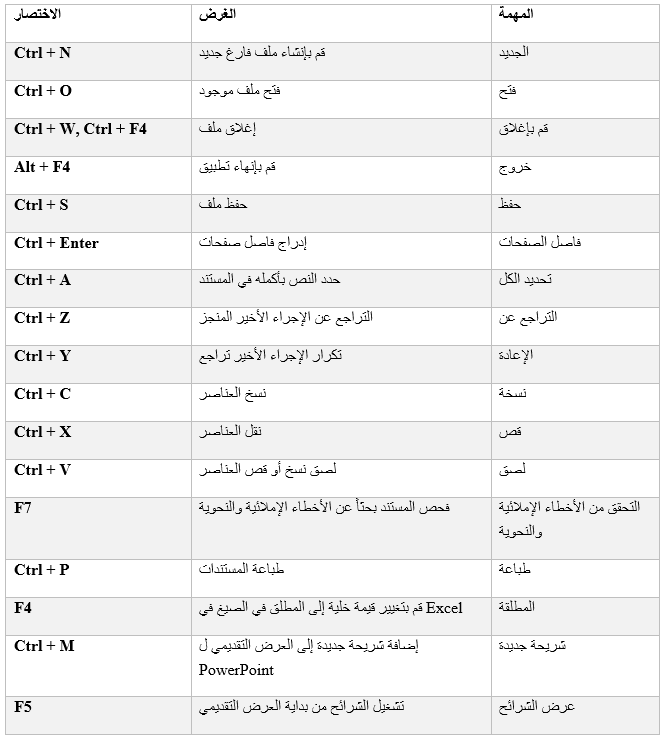 المهمة الغرض الاختصار
الجديد قم بإنشاء ملف فارغ جديد Ctrl + N
فتح فتح ملف موجود Ctrl + O
قم بإغلاق إغلاق ملف Ctrl + W, Ctrl + F4
خروج قم بإنهاء تطبيق Alt + F4
حفظ حفظ ملف Ctrl + S
فاصل الصفحات إدراج فاصل صفحات Ctrl + Enter
تحديد الكل حدد النص بأكمله في المستند Ctrl + A
التراجع عن التراجع عن الإجراء الأخير المنجز Ctrl + Z
الإعادة تكرار الإجراء الأخير تراجع Ctrl + Y
نسخة نسخ العناصر Ctrl + C
قص نقل العناصر Ctrl + X
لصق لصق نسخ أو قص العناصر Ctrl + V
التحقق من الأخطاء الإملائية فحص المستند بحثاً عن الأخطاء الإملائية والنحوية F7
والنحوية
طباعة طباعة المستندات Ctrl + P
المطلقة قم بتغيير قيمة خلية إلى المطلق في الصيغ في Excel F4
شريحة جديدة إضافة شريحة جديدة إلى العرض التقديمي ل Ctrl + M
PowerPoint
عرض الشرائح تشغيل الشرائح من بداية العرض التقديمي F5